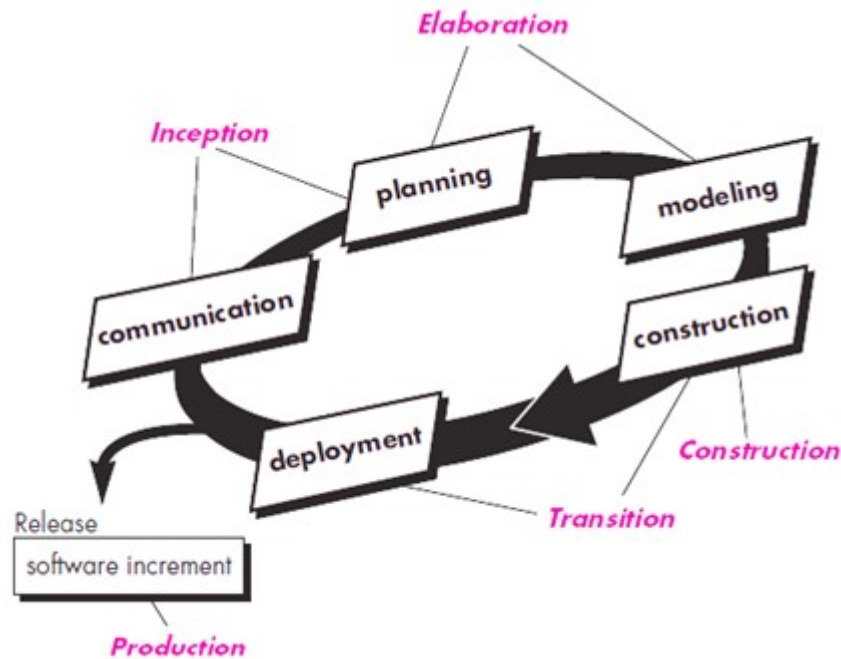 Elaboration
Inception
planning
modeling
communication
construction
deployment
Construction
Transition
Release
software increment
Production